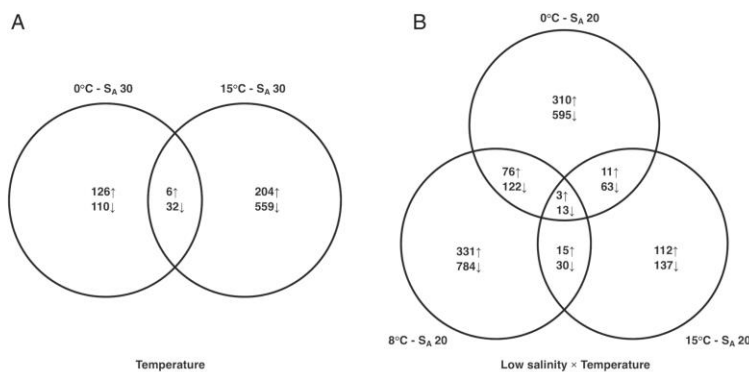 A
0°C - SA 30
15°C - SA 30
126↑
110↓
6↑
32↓
204↑
559↓
Temperature
B
0°C - SA 20
310↑
595↓
76↑
122↓
11↑
63↓
3↑
13↓
331↑
784↓
15↑
30↓
112↑
137↓
8°C - SA 20
15°C - SA 20
Low salinity × Temperature